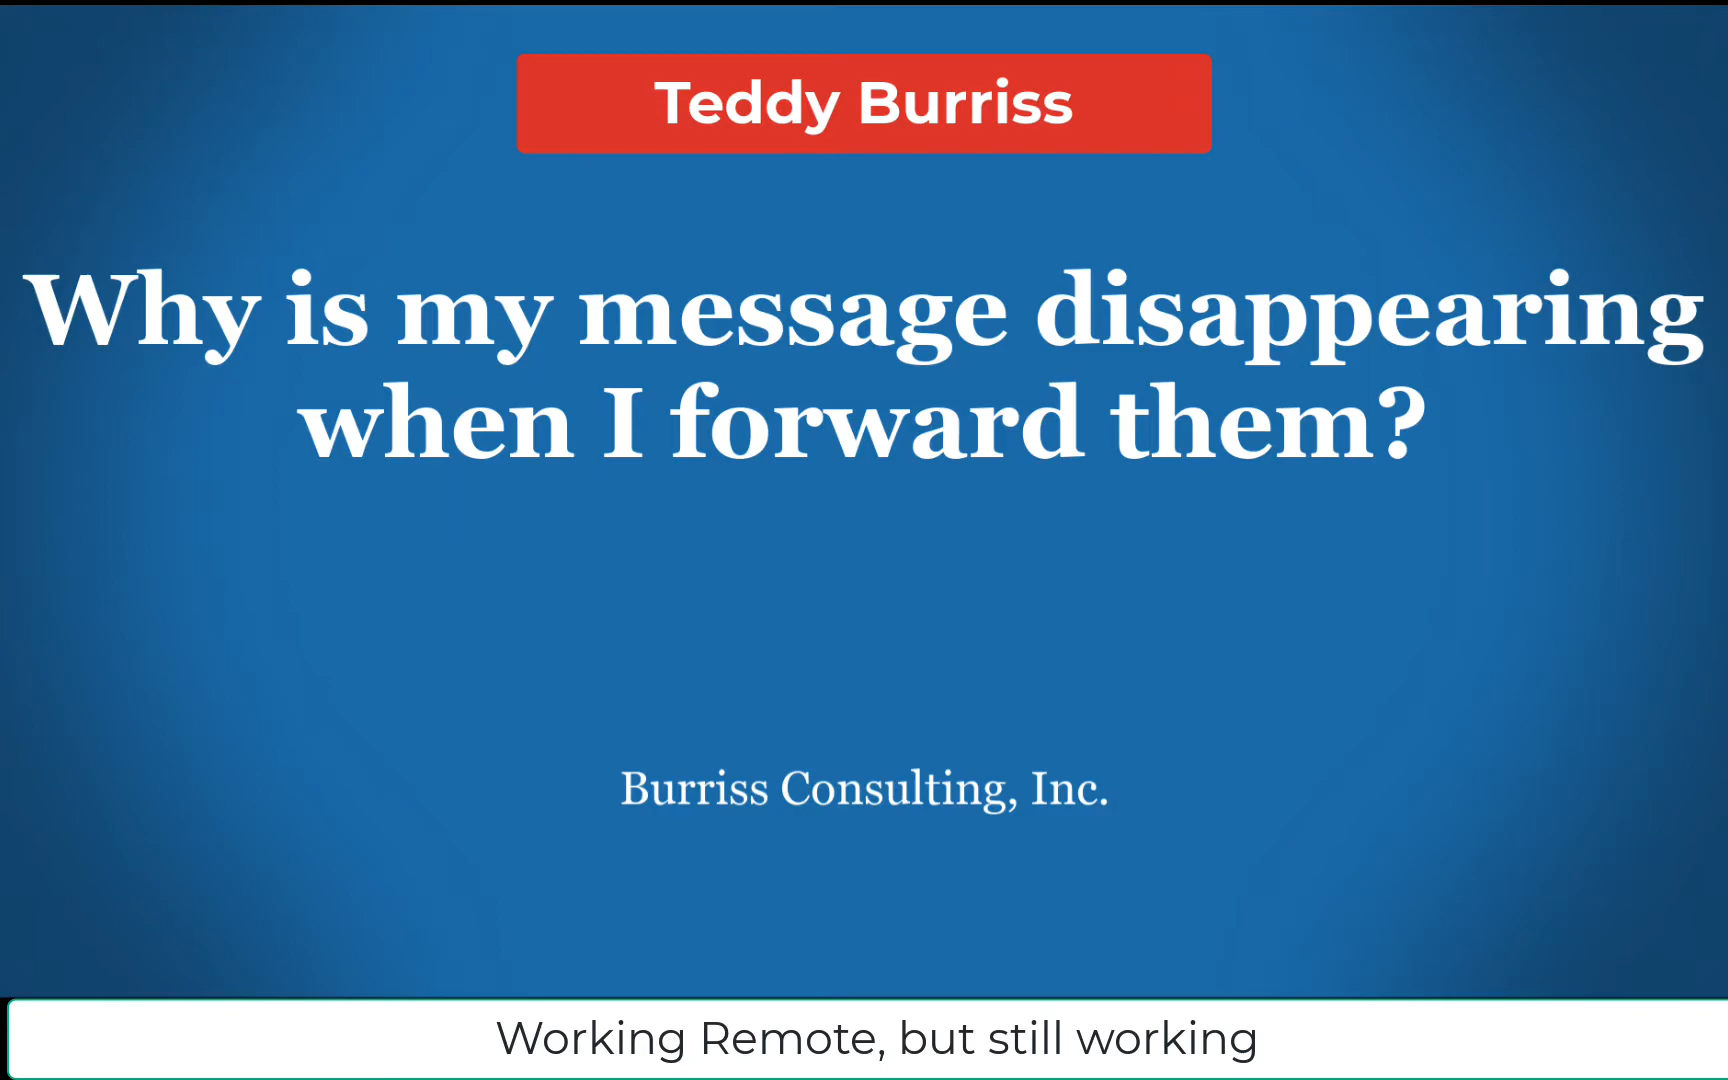 Teddy Burriss
Why is my message disappearing
when I forward them?
Burriss Consulting, Inc.
Working Remote, but still working